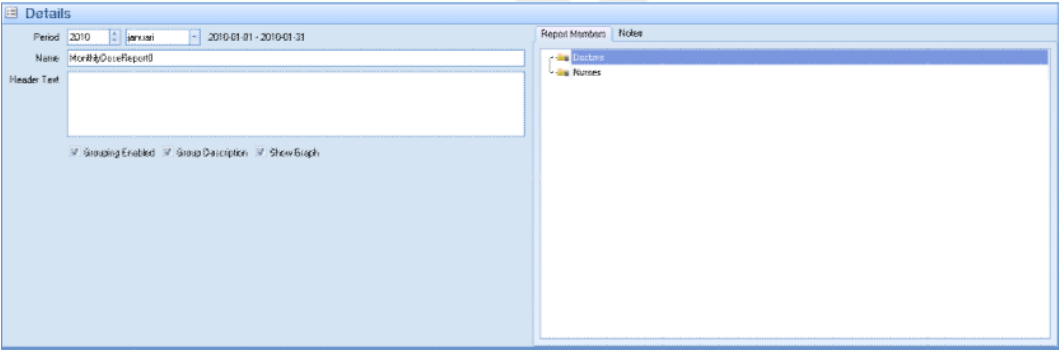 Details
Period 2010 januari 2010-01-01 - 2010-01-31
Name MonthlyDoseReport0
Header Text
Grouping Enabled Group Description Show Graph
Report Members Notes
Doctors
Nurses